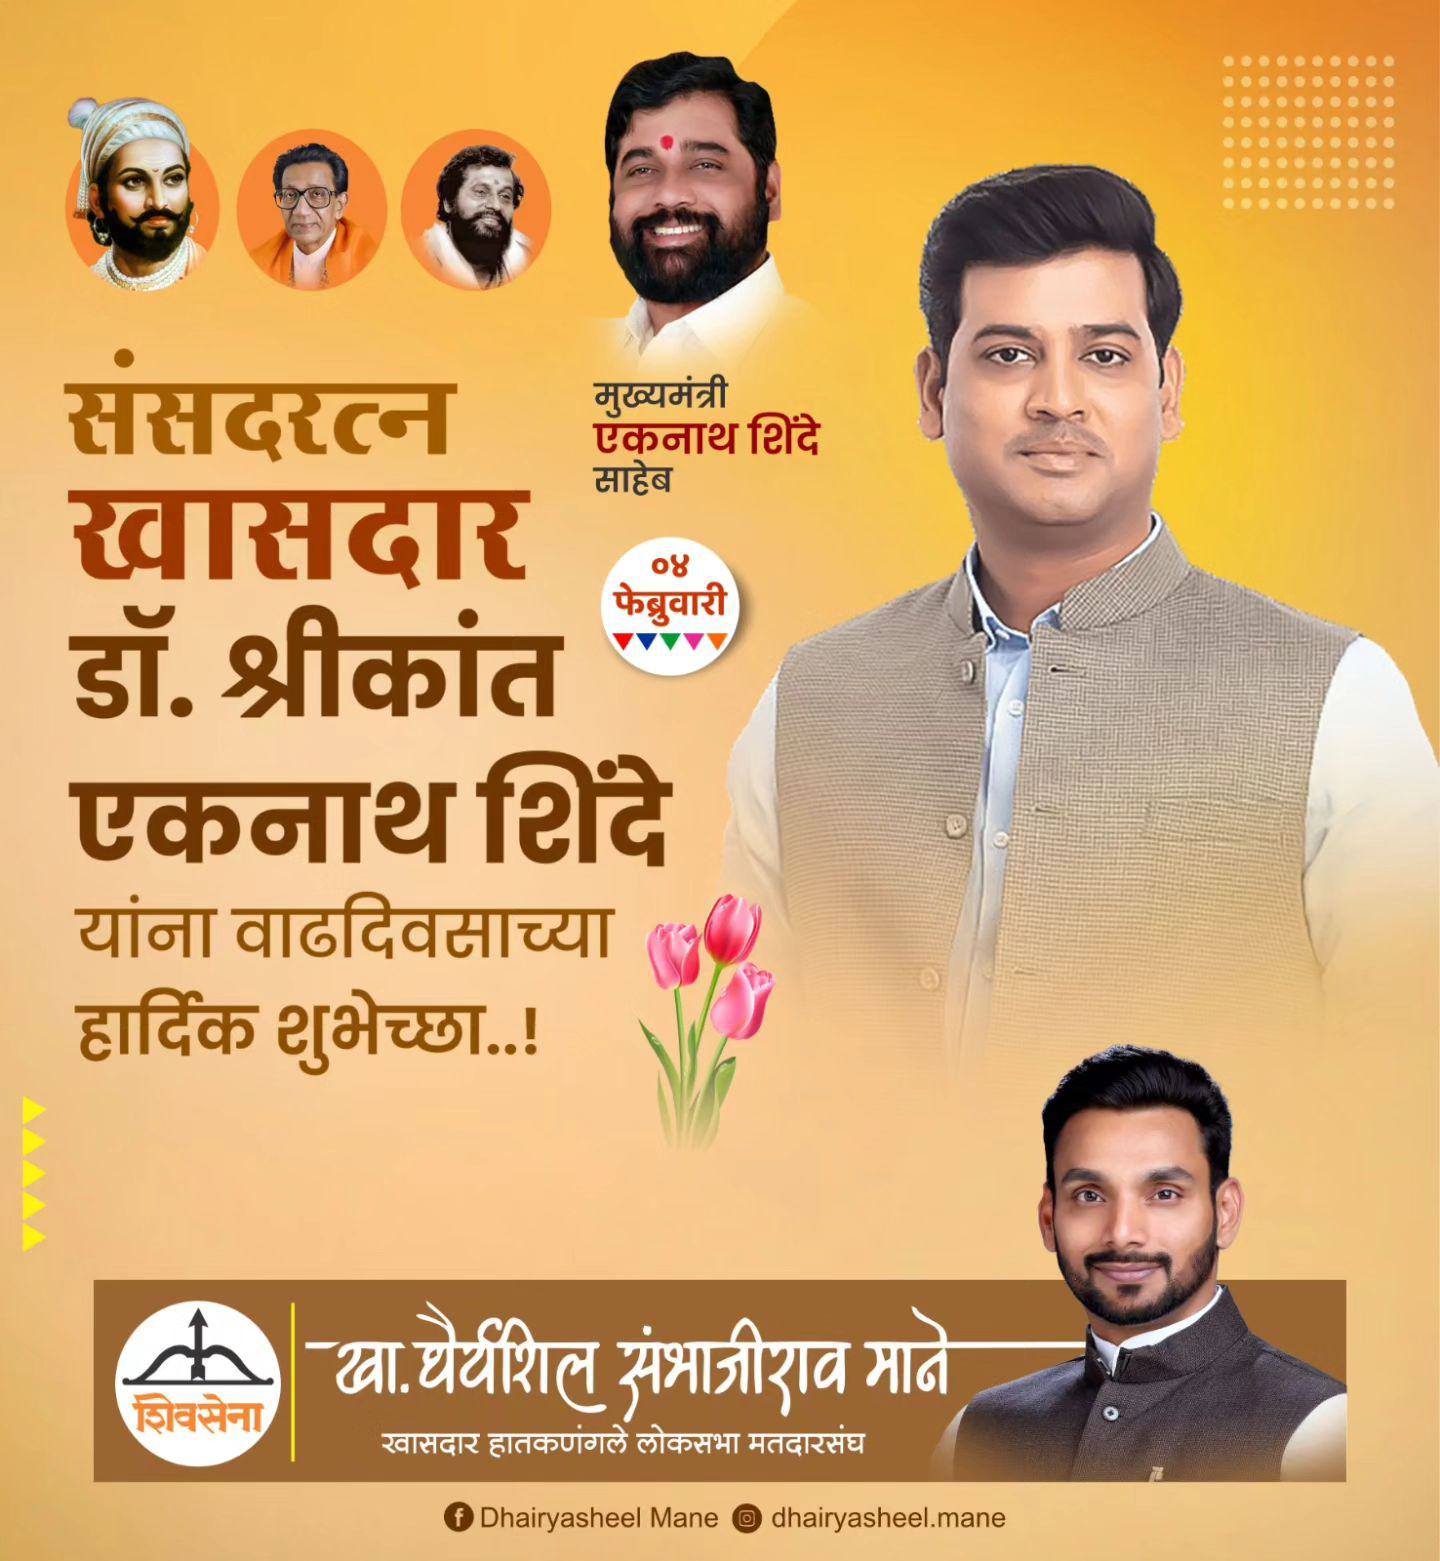 मुख्यमंत्री
एकनाथ शिंदे
साहेब
संसदरत्न
खासदार
डॉ. श्रीकांत
एकनाथ शिंदे
यांना वाढदिवसाच्या
हार्दिक शुभेच्छा..!
०४
फेब्रुवारी
शिवसेना
खा. धैर्यशिल संभाजीराव माने
खासदार हातकणंगले लोकसभा मतदारसंघ
Dhairyasheel Mane dhairyasheel.mane